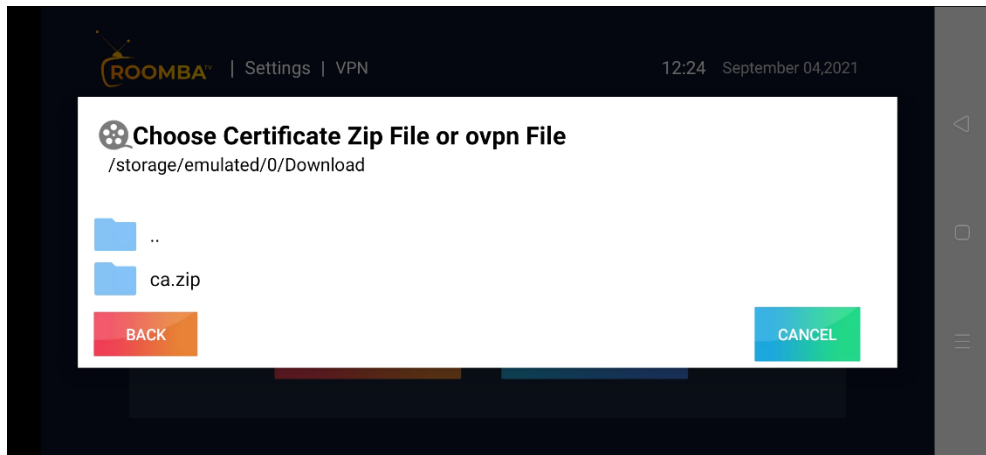 ROOMBA TV | Settings | VPN 12:24 September 04,2021
Choose Certificate Zip File or ovpn File
/storage/emulated/0/Download
..
ca.zip
BACK CANCEL